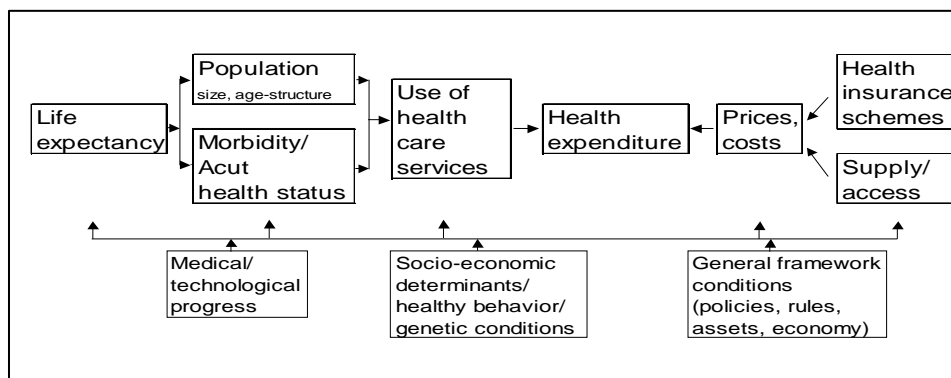 Life
expectancy
Population
size, age-structure
Morbidity/
Acut
health status
Use of
health
care
services
Health
expenditure
Prices,
costs
Health
insurance
schemes
Supply/
access
Medical/
technological
progress
Socio-economic
determinants/
healthy behavior/
genetic conditions
General framework
conditions
(policies, rules,
assets, economy)